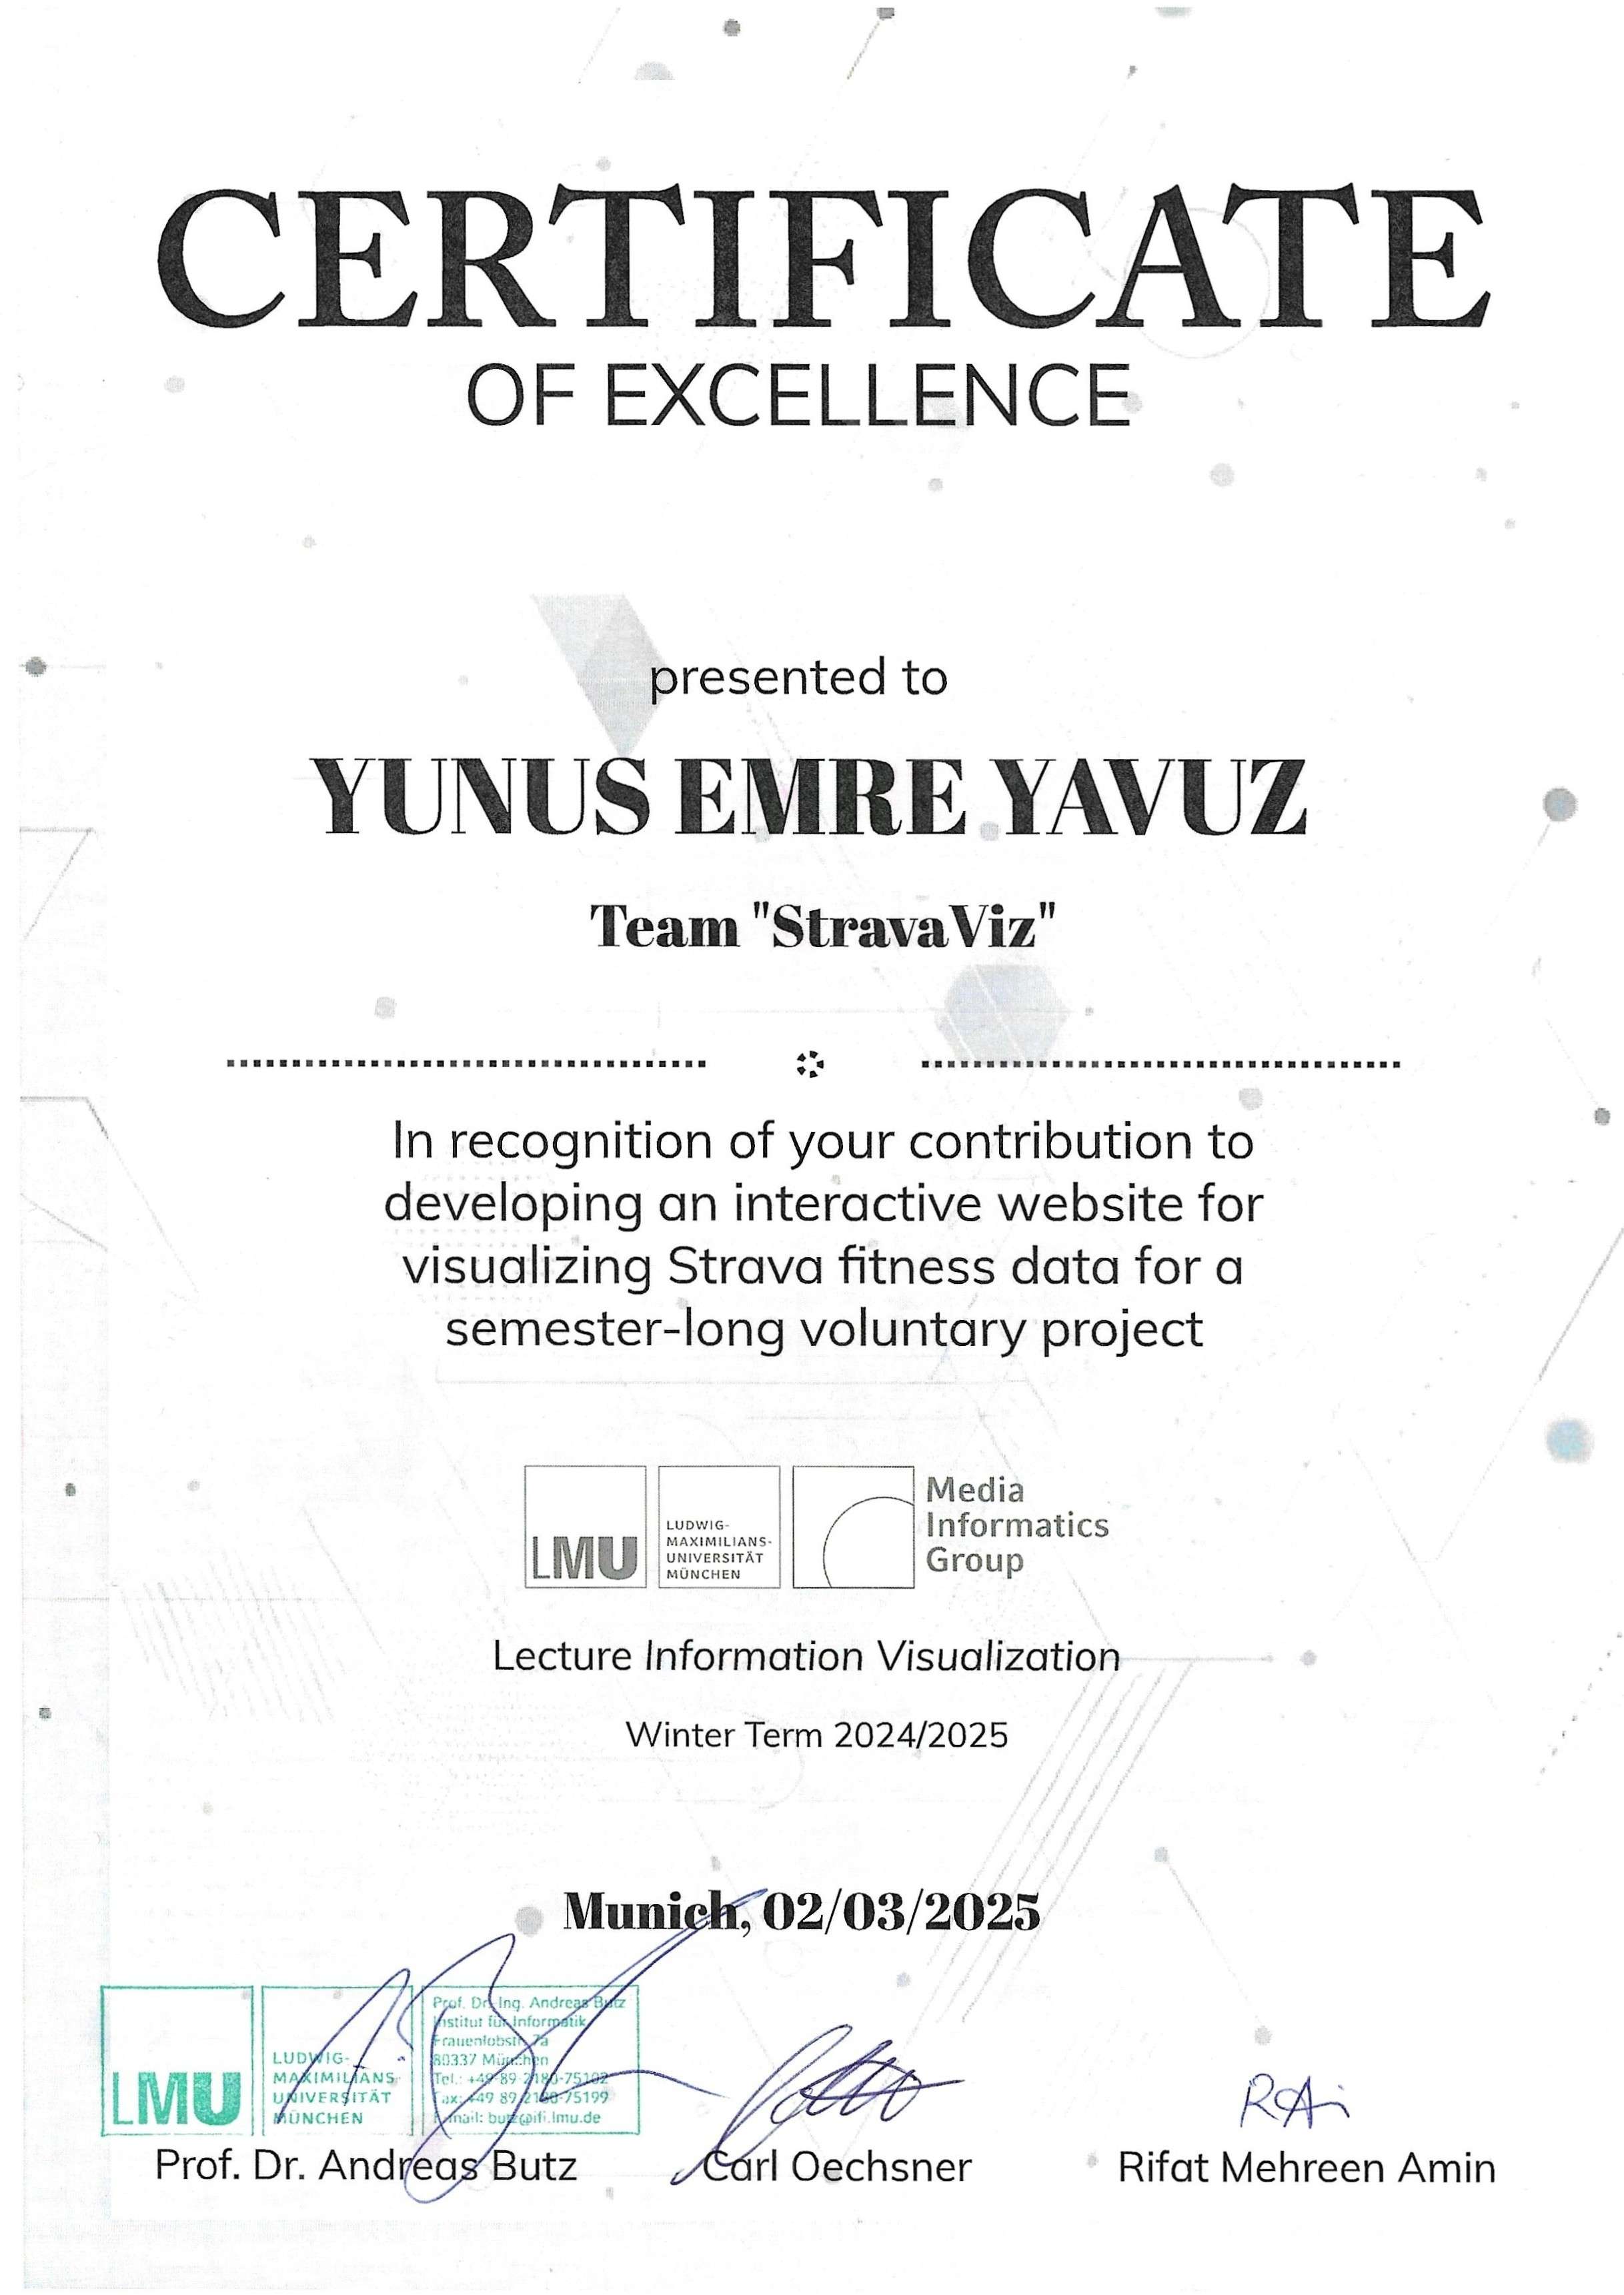 CERTIFICATE
OF EXCELLENCE
presented to
YUNUS EMRE YAVUZ
Team "StravaViz"
In recognition of your contribution to
developing an interactive website for
visualizing Strava fitness data for a
semester-long voluntary project
LMU
LUDWIG-
MAXIMILIANS-
UNIVERSITÄT
MÜNCHEN
Media
Informatics
Group
Lecture Information Visualization
Winter Term 2024/2025
Munich, 02/03/2025
LMU
LUDWIG-
MAXIMILIANS-
UNIVERSITÄT
MÜNCHEN
Prof. Dr. Ing. Andreas Butz
Institut für Informatik
Frauenlobstr. 7a
80337 München
Tel.: +49 89 2180-75102
Fax: +49 89 2180-75199
Email: butz@ifi.lmu.de
Prof. Dr. Andreas Butz
Carl Oechsner
Rifat Mehreen Amin